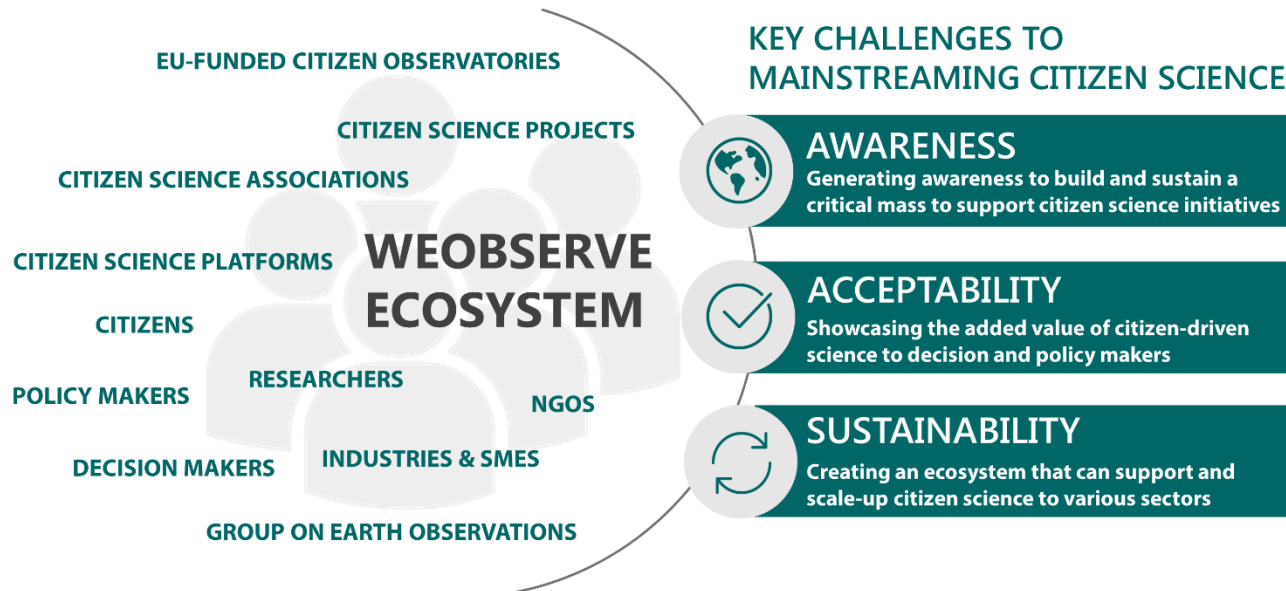 EU-FUNDED CITIZEN OBSERVATORIES
CITIZEN SCIENCE PROJECTS
CITIZEN SCIENCE ASSOCIATIONS
CITIZEN SCIENCE PLATFORMS
WEOBSERVE
ECOSYSTEM
CITIZENS
RESEARCHERS
POLICY MAKERS
NGOS
INDUSTRIES & SMES
DECISION MAKERS
GROUP ON EARTH OBSERVATIONS
KEY CHALLENGES TO
MAINSTREAMING CITIZEN SCIENCE
AWARENESS
Generating awareness to build and sustain a
critical mass to support citizen science initiatives
ACCEPTABILITY
Showcasing the added value of citizen-driven
science to decision and policy makers
SUSTAINABILITY
Creating an ecosystem that can support and
scale-up citizen science to various sectors